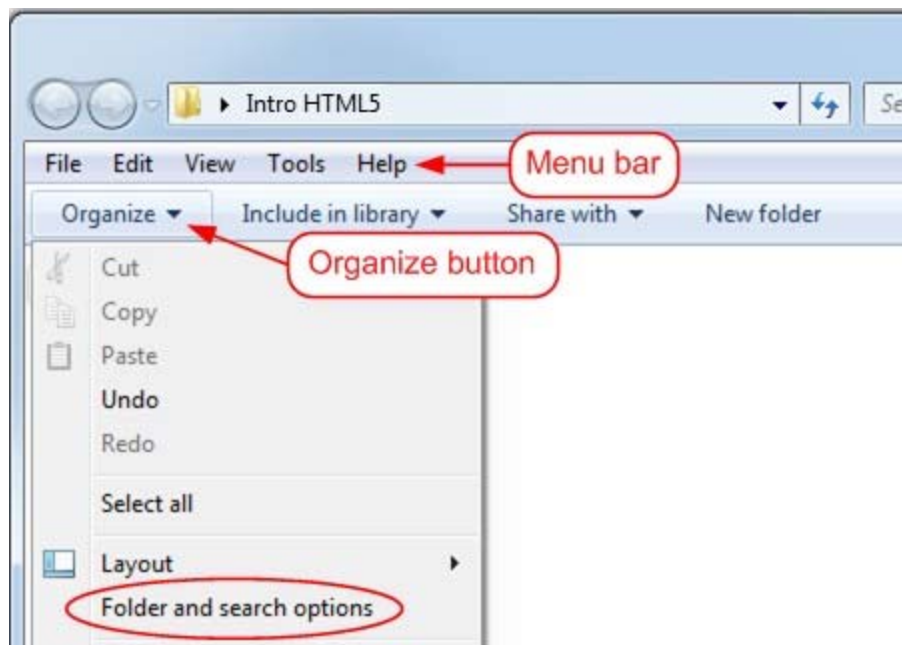 Intro HTML5
Se
File Edit View Tools Help
Menu bar
Organize Include in library Share with New folder
Organize button
Cut
Copy
Paste
Undo
Redo
Select all
Layout
Folder and search options